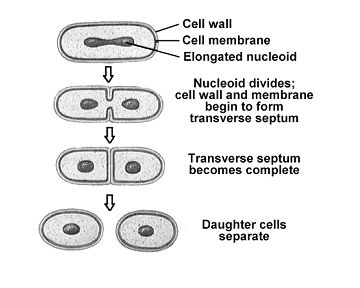 Cell wall
Cell membrane
Elongated nucleoid
Nucleoid divides;
cell wall and membrane
begin to form
transverse septum
Transverse septum
becomes complete
Daughter cells
separate